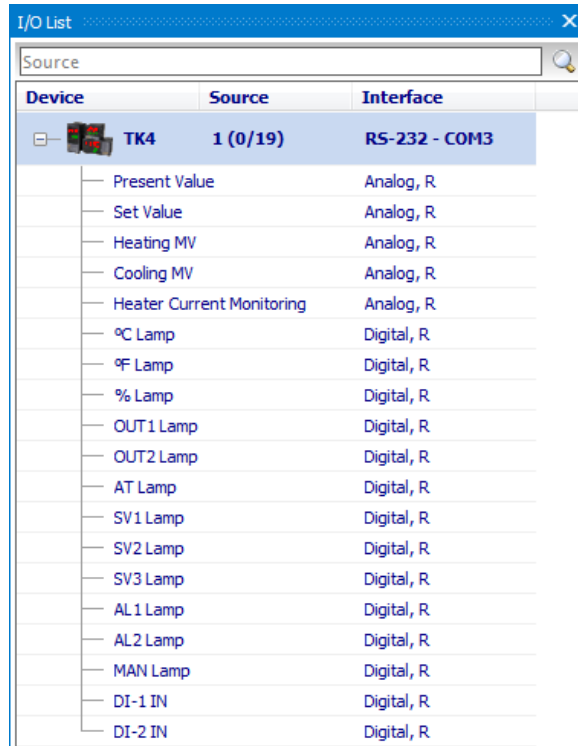 I/O List
Source
Device Source Interface
TK4 1 (0/19) RS-232 - COM3
Present Value Analog, R
Set Value Analog, R
Heating MV Analog, R
Cooling MV Analog, R
Heater Current Monitoring Analog, R
ºC Lamp Digital, R
ºF Lamp Digital, R
% Lamp Digital, R
OUT1 Lamp Digital, R
OUT2 Lamp Digital, R
AT Lamp Digital, R
SV1 Lamp Digital, R
SV2 Lamp Digital, R
SV3 Lamp Digital, R
AL1 Lamp Digital, R
AL2 Lamp Digital, R
MAN Lamp Digital, R
DI-1 IN Digital, R
DI-2 IN Digital, R